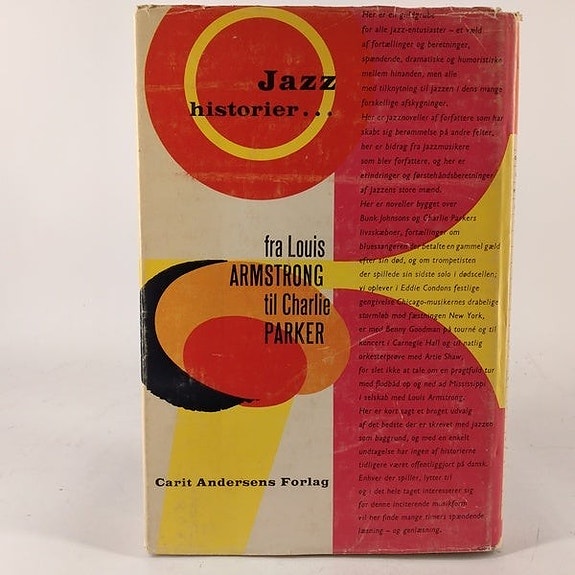 Jazz
historier...
fra Louis
ARMSTRONG
til Charlie
PARKER
Carit Andersens Forlag
Her er en guldgrube
for alle jazz-entusiaster – et væld
af fortællinger og beretninger,
spændende, dramatiske og humoristiske
mellem hinanden, men alle
med tilknytning til jazzen i dens mange
forskellige afskygninger.
Her er jazznoveller af forfattere som har
skabt sig berømmelse på andre felter,
her er bidrag fra jazzmusikere
som blev forfattere, og her er
erindringer og førstehåndsberetninger
af jazzens store mænd.
Her er noveller bygget over
Bunk Johnsons og Charlie Parkers
livsskæbner, fortællinger om
bluessangeren der betalte en gammel gæld
efter sin død, og om trompetisten
der spillede sin sidste solo i dødscellen;
vi oplever i Eddie Condons festlige
gengivelse Chicago-musikernes drabelige
stormløb mod fæstningen New York,
er med Benny Goodman på tourné og til
koncert i Carnegie Hall og til natlig
orkesterprøve med Artie Shaw,
for slet ikke at tale om en pragtfuld tur
med flodbåd op og ned ad Mississippi
i selskab med Louis Armstrong.
Her er kort sagt et broget udvalg
af det bedste der er skrevet med jazzen
som baggrund, og med en enkelt
undtagelse har ingen af historierne
tidligere været offentliggjort på dansk.
Enhver der spiller, lytter til
og i det hele taget interesserer sig
for denne inciterende musikform
vil her finde mange timers spændende
læsning – og genlæsning.